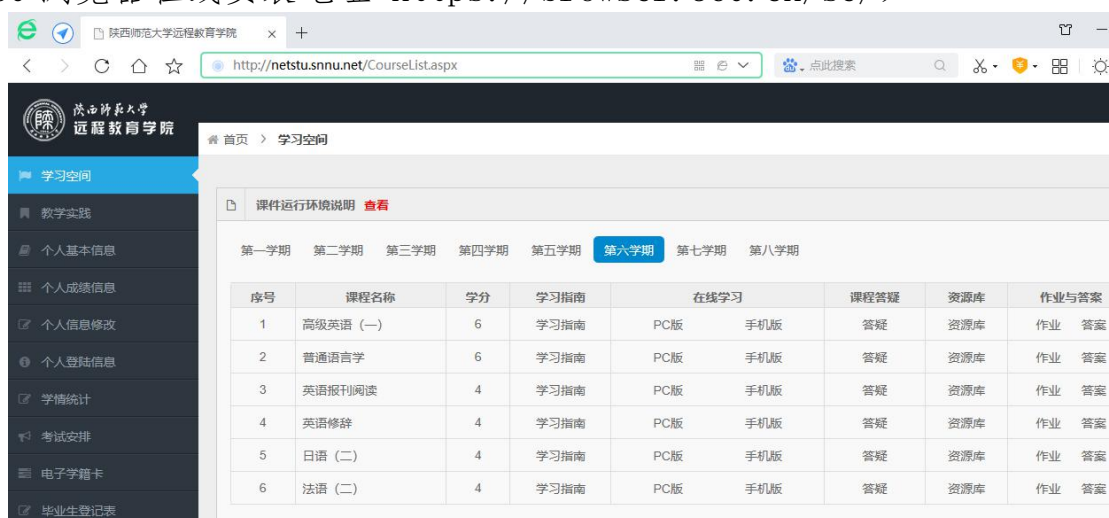 陕西师范大学远程教育学院
http://netstu.snnu.net/CourseList.aspx
点此搜索
陕西师范大学
远程教育学院
首页 > 学习空间
学习空间
教学实践
个人基本信息
个人成绩信息
个人信息修改
个人登陆信息
学情统计
考试安排
电子学籍卡
毕业生登记表
课件运行环境说明 查看
第一学期 第二学期 第三学期 第四学期 第五学期 第六学期 第七学期 第八学期
序号 课程名称 学分 学习指南 在线学习 课程答疑 资源库 作业与答案
1 高级英语（一） 6 学习指南 PC版 手机版 答疑 资源库 作业 答案
2 普通语言学 6 学习指南 PC版 手机版 答疑 资源库 作业 答案
3 英语报刊阅读 4 学习指南 PC版 手机版 答疑 资源库 作业 答案
4 英语修辞 4 学习指南 PC版 手机版 答疑 资源库 作业 答案
5 日语（二） 4 学习指南 PC版 手机版 答疑 资源库 作业 答案
6 法语（二） 4 学习指南 PC版 手机版 答疑 资源库 作业 答案